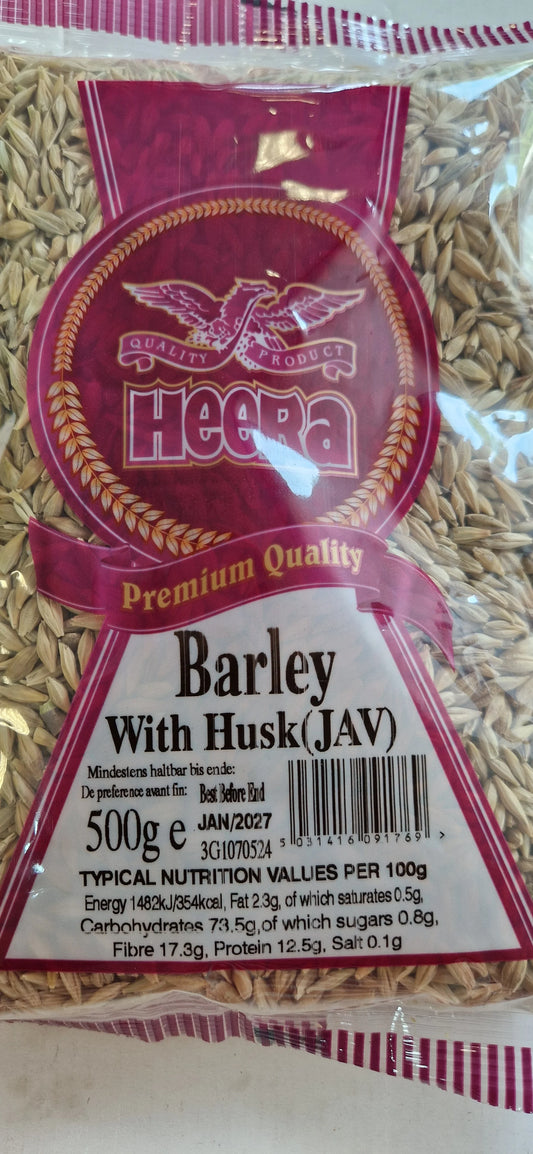 QUALITY PRODUCT
HEERA
Premium Quality
Barley
With Husk(JAV)
Mindestens haltbar bis ende:
De preference avant fin: Best Before End
500g e JAN/2027
3G1070524
5 031416 091769 >
TYPICAL NUTRITION VALUES PER 100g
Energy 1482kJ/354kcal, Fat 2.3g, of which saturates 0.5g,
Carbohydrates 73.5g, of which sugars 0.8g,
Fibre 17.3g, Protein 12.5g, Salt 0.1g